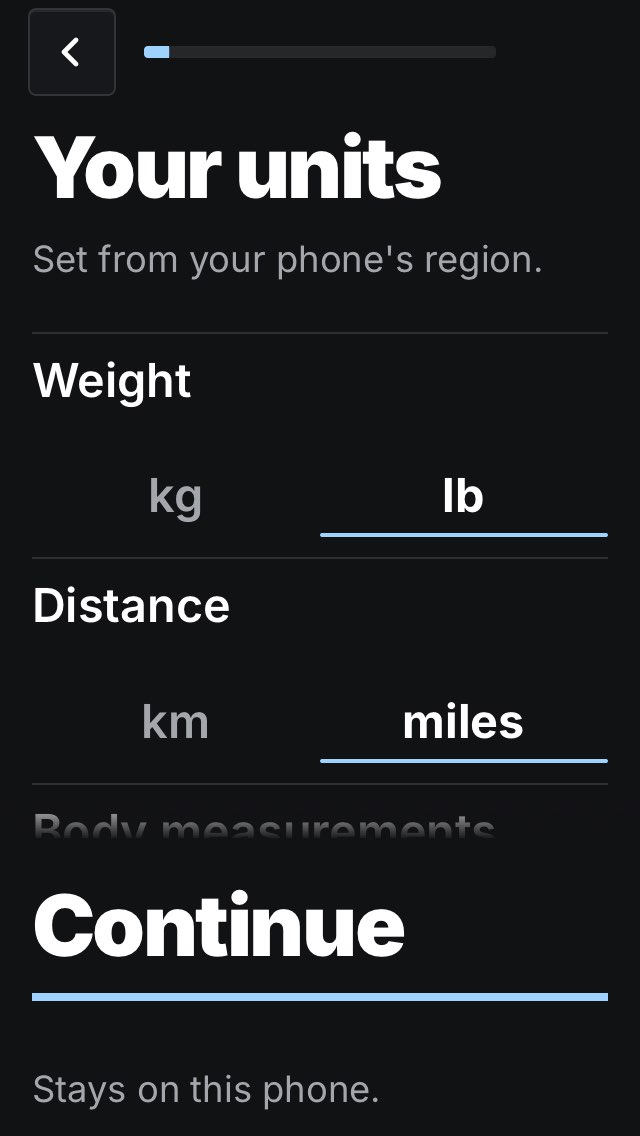 Your units
Set from your phone's region.
Weight
kg
lb
Distance
km
miles
Body measurements
Continue
Stays on this phone.